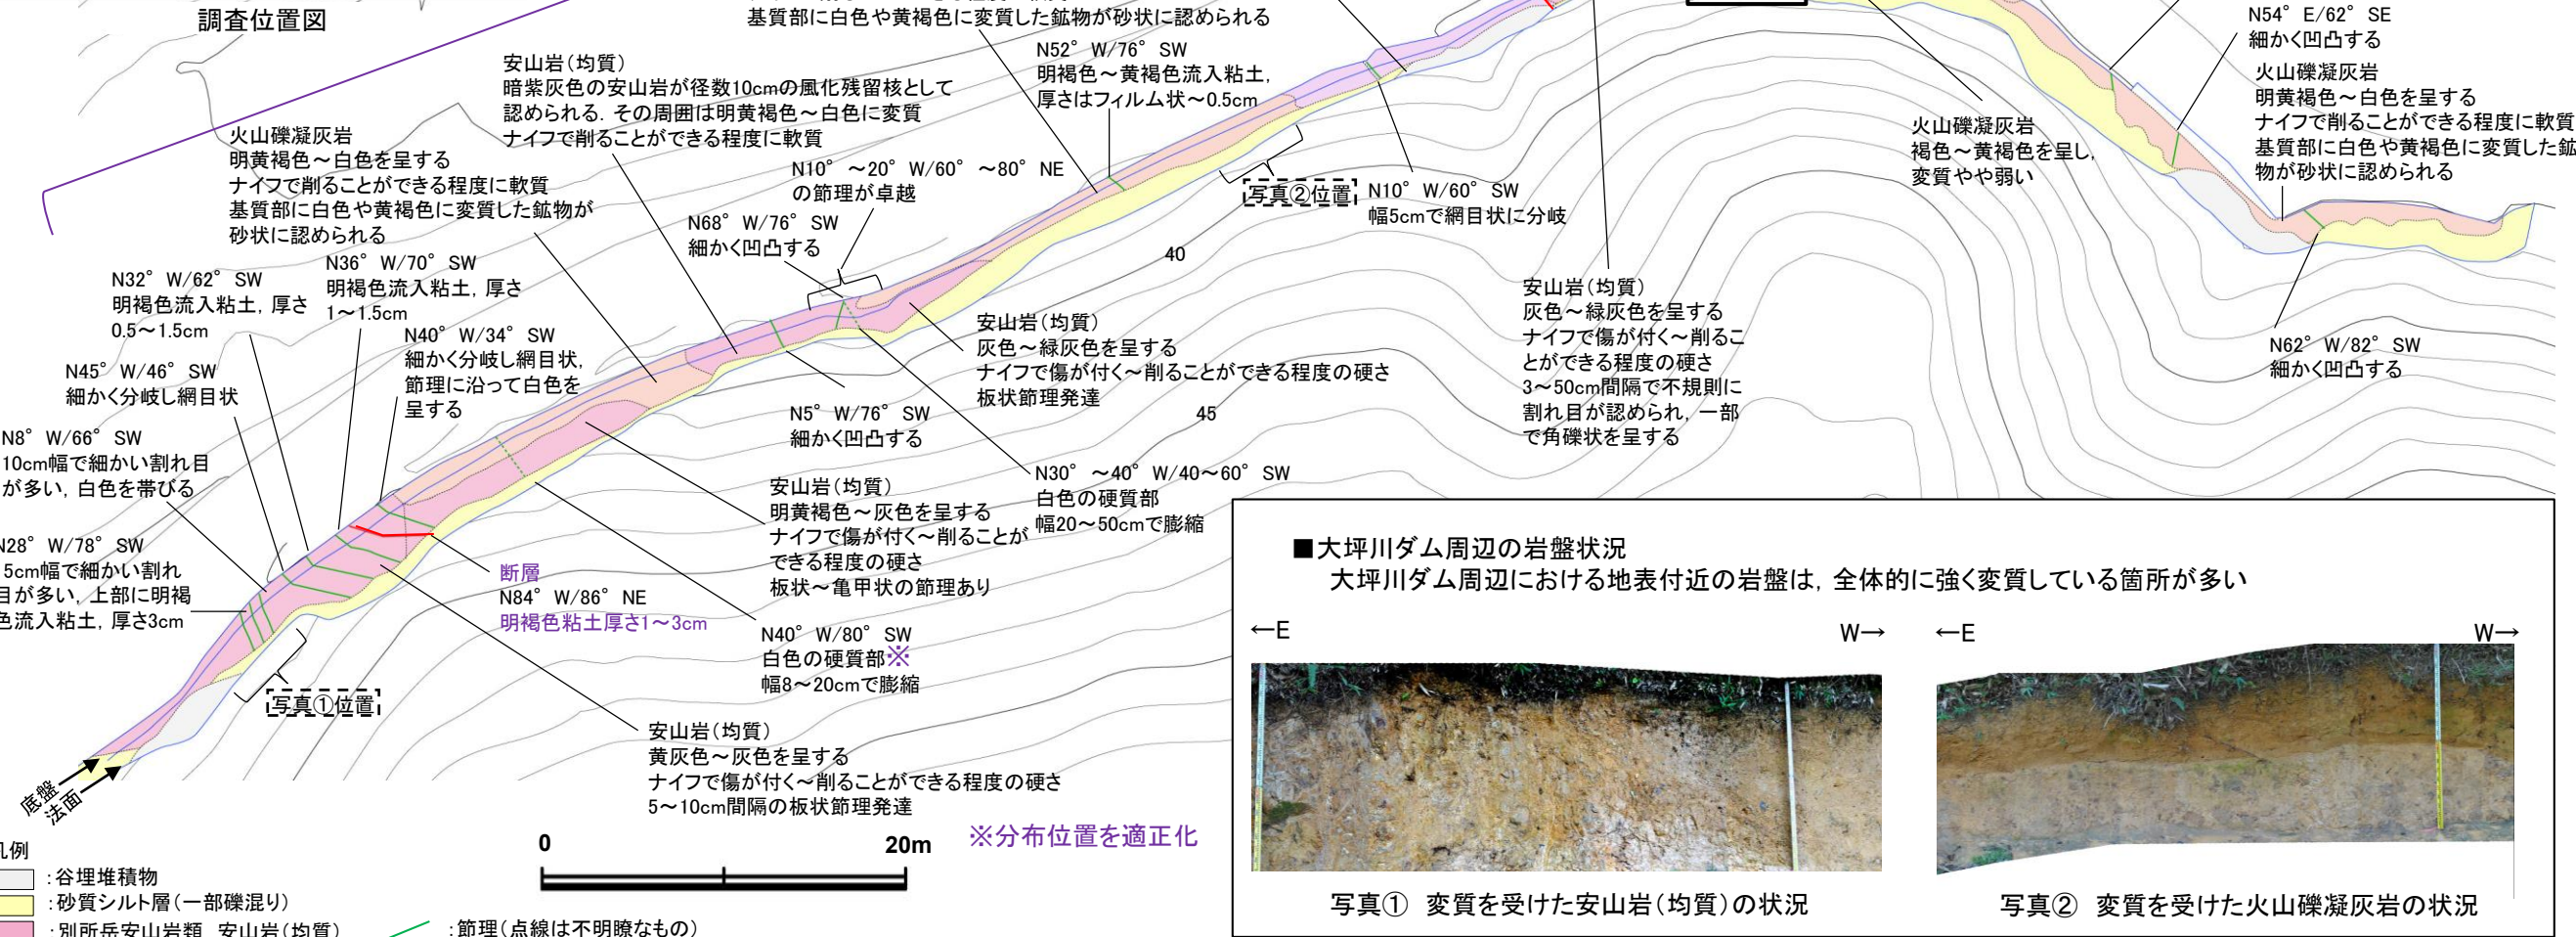 調査位置図
基質部に白色や黄褐色に変質した鉱物が砂状に認められる
N52°W/76°SW
明褐色～黄褐色流入粘土,
厚さはフィルム状～0.5cm
安山岩(均質)
暗紫灰色の安山岩が径数10cmの風化残留核として
認められる. その周囲は明黄褐色～白色に変質
ナイフで削ることができる程度に軟質
火山礫凝灰岩
明黄褐色～白色を呈する
ナイフで削ることができる程度に軟質
基質部に白色や黄褐色に変質した鉱物が
砂状に認められる
N10°～20°W/60°～80°NE
の節理が卓越
N68°W/76°SW
細かく凹凸する
写真②位置
N10°W/60°SW
幅5cmで網目状に分岐
N54°E/62°SE
細かく凹凸する
火山礫凝灰岩
明黄褐色～白色を呈する
ナイフで削ることができる程度に軟質
基質部に白色や黄褐色に変質した鉱
物が砂状に認められる
火山礫凝灰岩
褐色～黄褐色を呈し,
変質やや弱い
N32°W/62°SW
明褐色流入粘土, 厚さ
0.5～1.5cm
N36°W/70°SW
明褐色流入粘土, 厚さ
1～1.5cm
N45°W/46°SW
細かく分岐し網目状
N40°W/34°SW
細かく分岐し網目状,
節理に沿って白色を
呈する
N8°W/66°SW
10cm幅で細かい割れ目
が多い, 白色を帯びる
N28°W/78°SW
5cm幅で細かい割れ
目が多い, 上部に明褐
色流入粘土, 厚さ3cm
40
45
安山岩(均質)
灰色～緑灰色を呈する
ナイフで傷が付く～削ることができる程度の硬さ
板状節理発達
N5°W/76°SW
細かく凹凸する
安山岩(均質)
灰色～緑灰色を呈する
ナイフで傷が付く～削るこ
とができる程度の硬さ
3～50cm間隔で不規則に
割れ目が認められ, 一部
で角礫状を呈する
N62°W/82°SW
細かく凹凸する
N30°～40°W/40～60°SW
白色の硬質部
幅20～50cmで膨縮
安山岩(均質)
明黄褐色～灰色を呈する
ナイフで傷が付く～削ることが
できる程度の硬さ
板状～亀甲状の節理あり
断層
N84°W/86°NE
明褐色粘土厚さ1～3cm
N40°W/80°SW
白色の硬質部※
幅8～20cmで膨縮
写真①位置
安山岩(均質)
黄灰色～灰色を呈する
ナイフで傷が付く～削ることができる程度の硬さ
5～10cm間隔の板状節理発達
底盤
法面
0 20m
※分布位置を適正化
凡例
:谷埋堆積物
:砂質シルト層(一部礫混り)
:別所岳安山岩類 安山岩(均質)
:節理(点線は不明瞭なもの)
■大坪川ダム周辺の岩盤状況
大坪川ダム周辺における地表付近の岩盤は, 全体的に強く変質している箇所が多い
←E W→
←E W→
写真① 変質を受けた安山岩(均質)の状況
写真② 変質を受けた火山礫凝灰岩の状況